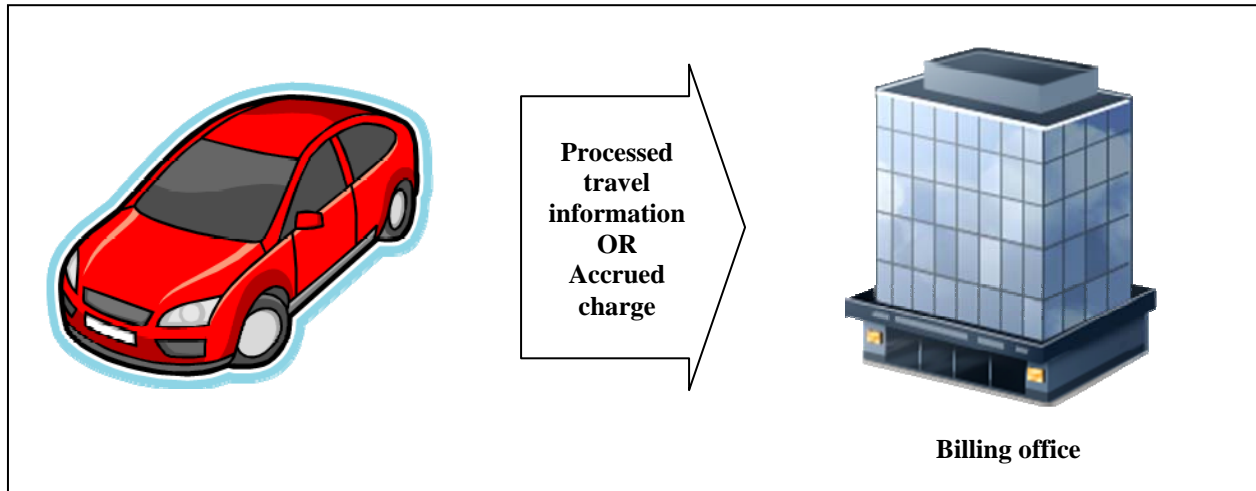 Processed
travel
information
OR
Accrued
charge
Billing office